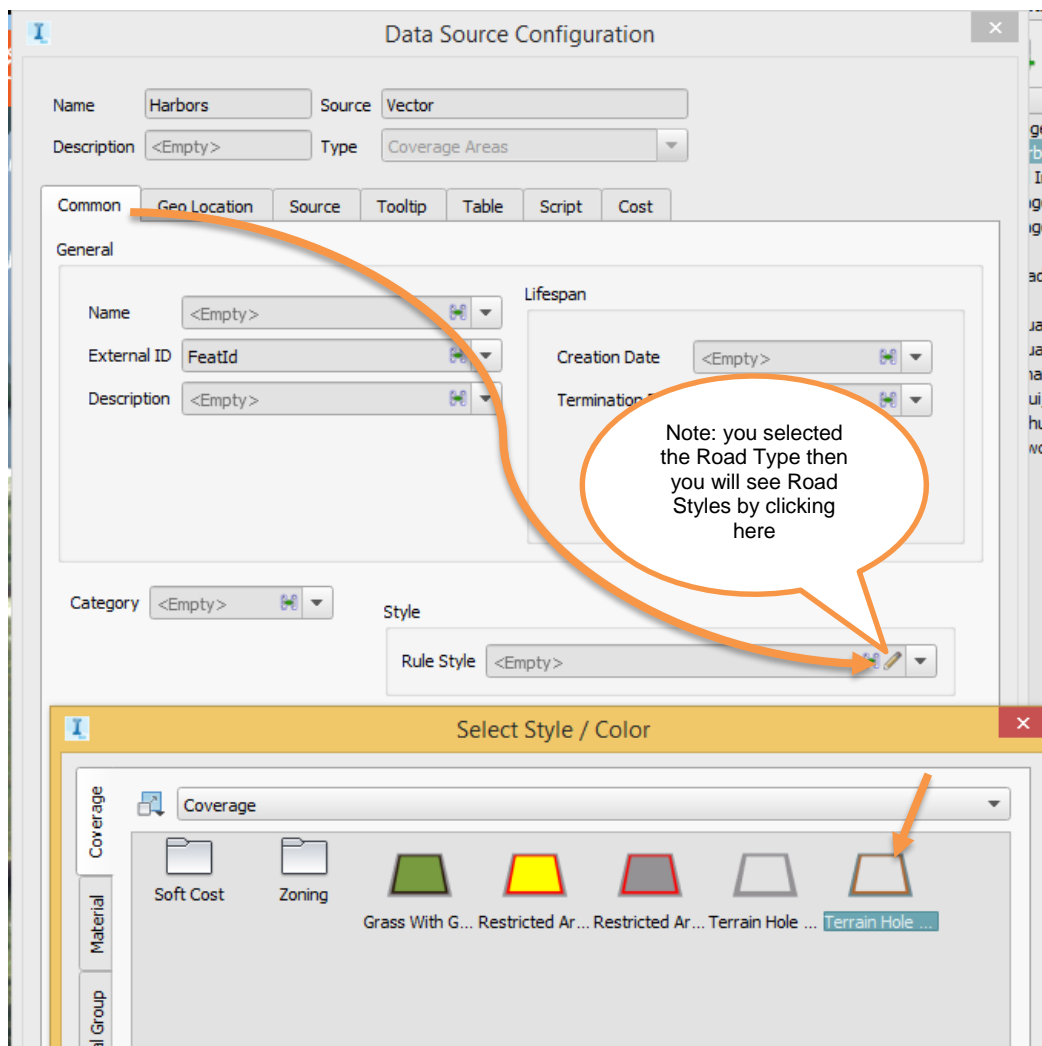 Data Source Configuration
Name Harbors Source Vector
Description <Empty> Type Coverage Areas
Common Geo Location Source Tooltip Table Script Cost
General
Lifespan
Name <Empty>
Creation Date <Empty>
External ID FeatId
Description <Empty>
Termination
Note: you selected
the Road Type then
you will see Road
Styles by clicking
here
Category <Empty>
Style
Rule Style <Empty>
Select Style / Color
Coverage
Material
Coverage
Soft Cost
Zoning
Grass With G...
Restricted Ar...
Restricted Ar...
Terrain Hole ...
Terrain Hole ...
Group